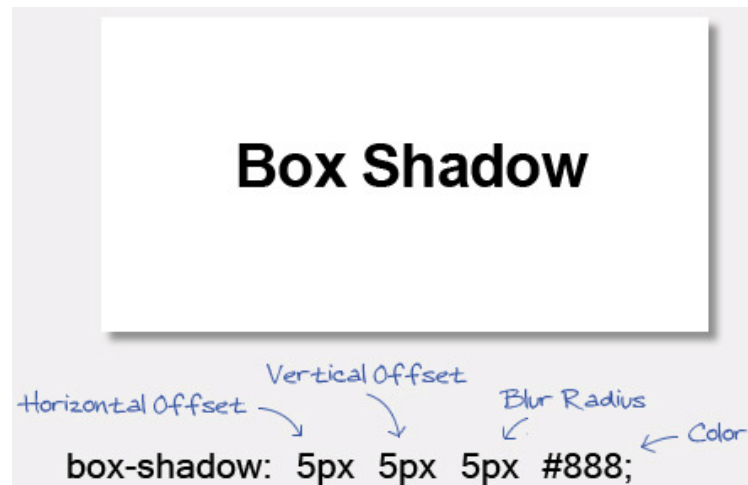 Box Shadow
Vertical Offset
Horizontal Offset
Blur Radius
Color
box-shadow: 5px 5px 5px #888;